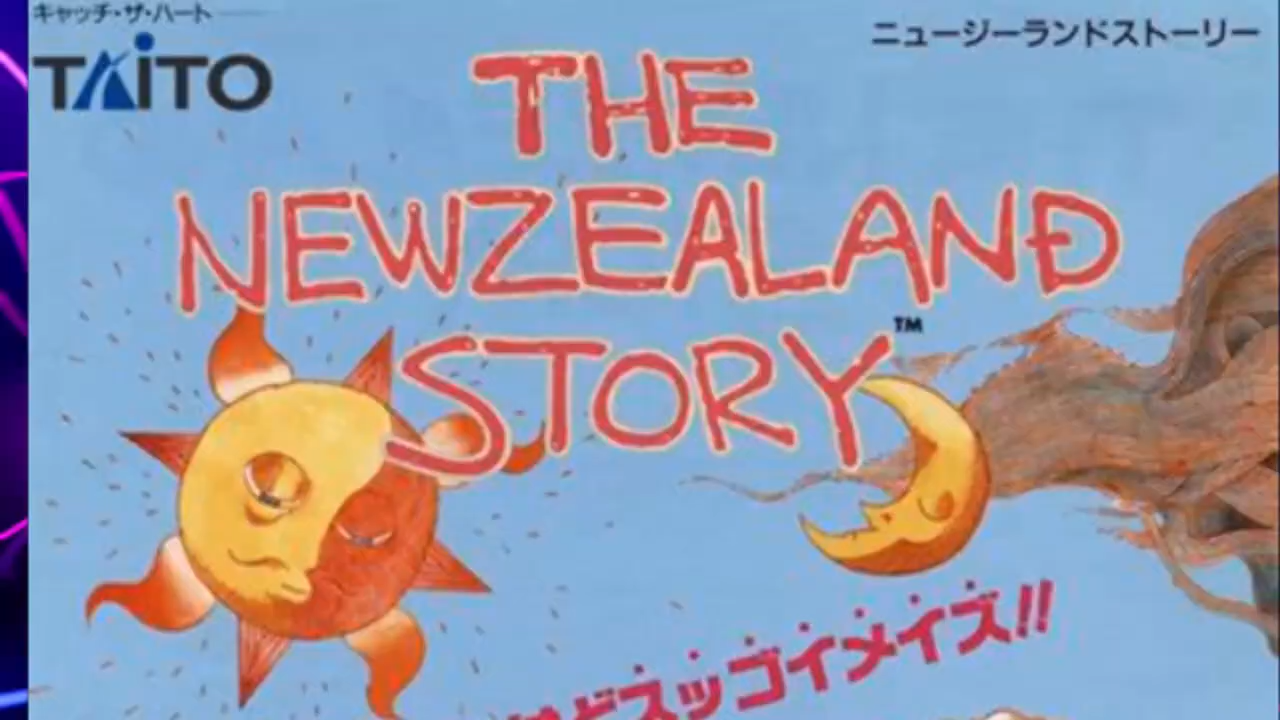 キャッチ・ザ・ハート
TAITO
ニュージーランドストーリー
THE
NEWZEALAND
STORY™
スッゴイメイズ!!